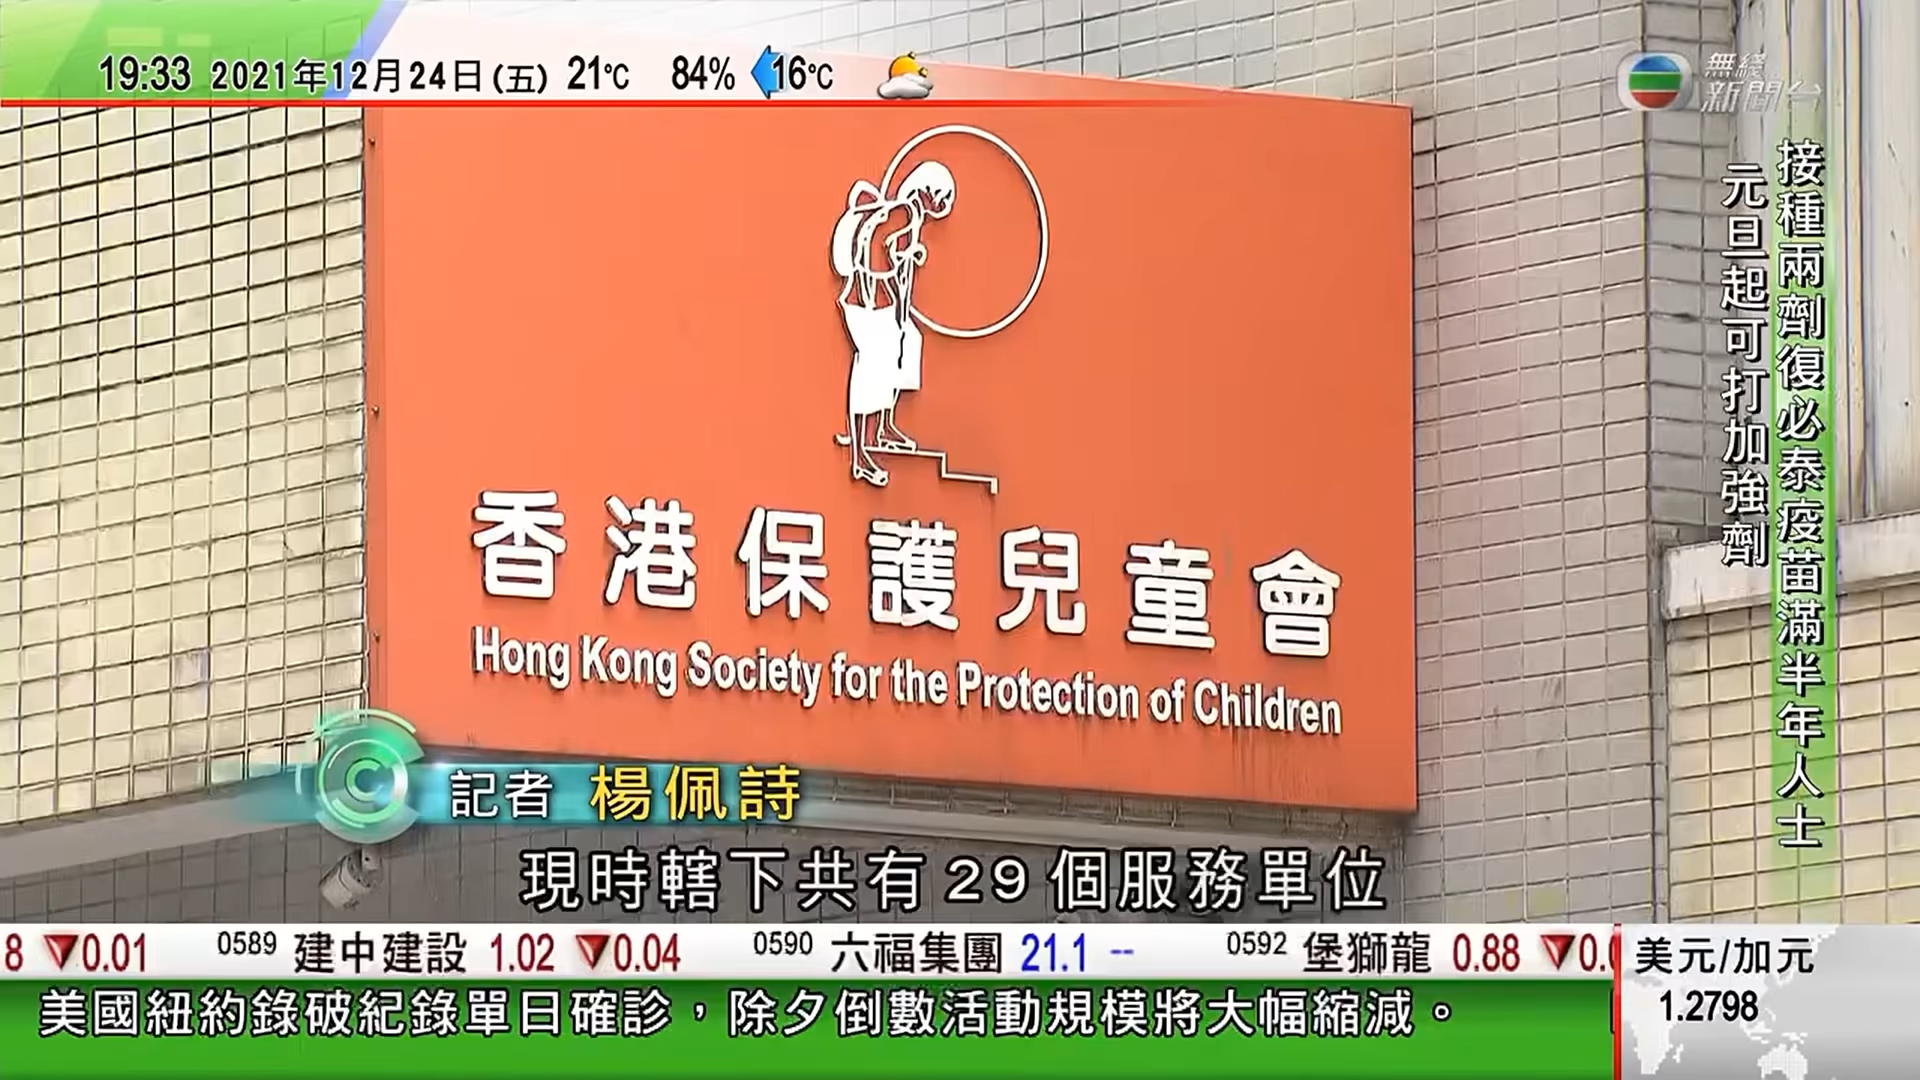 19:33 2021年12月24日(五) 21℃ 84% 16℃
無綫
新聞台
接種兩劑復必泰疫苗滿半年人士
元旦起可打加強劑
香港保護兒童會
Hong Kong Society for the Protection of Children
記者 楊佩詩
現時轄下共有29個服務單位
8 ▼0.01 0589 建中建設 1.02 ▼0.04 0590 六福集團 21.1 -- 0592 堡獅龍 0.88 ▼0.0
美元/加元
1.2798
美國紐約錄破紀錄單日確診，除夕倒數活動規模將大幅縮減。